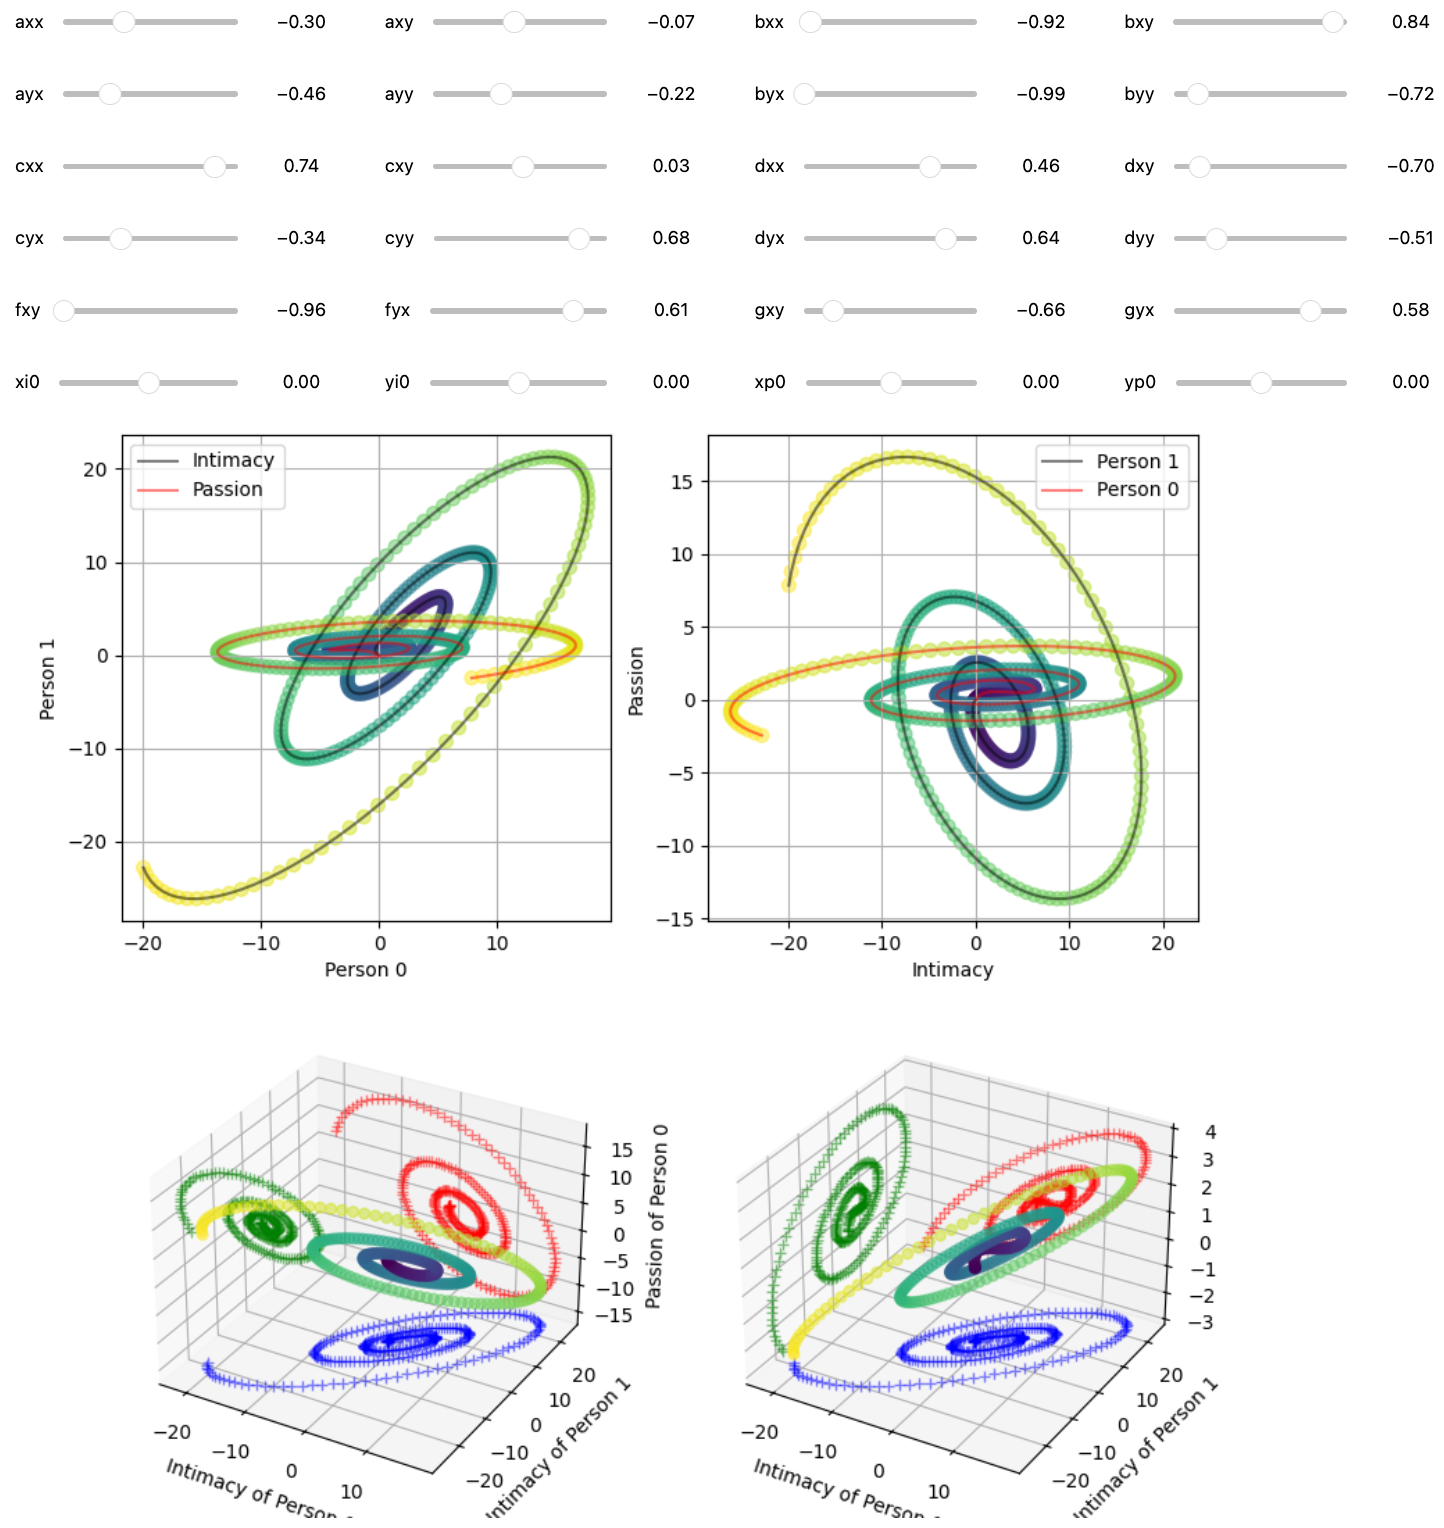 axx −0.30 axy −0.07 bxx −0.92 bxy 0.84
ayx −0.46 ayy −0.22 byx −0.99 byy −0.72
cxx 0.74 cxy 0.03 dxx 0.46 dxy −0.70
cyx −0.34 cyy 0.68 dyx 0.64 dyy −0.51
fxy −0.96 fyx 0.61 gxy −0.66 gyx 0.58
xi0 0.00 yi0 0.00 xp0 0.00 yp0 0.00
Intimacy
Passion
20
10
0
−10
−20
Person 1
−20 −10 0 10
Person 0
Person 1
Person 0
15
10
5
0
−5
−10
−15
Passion
−20 −10 0 10 20
Intimacy
15
10
5
0
−5
−10
−15
Passion of Person 0
20
10
0
−10
−20
Intimacy of Person 1
−20
−10
0
10
Intimacy of Person
4
3
2
1
0
−1
−2
−3
20
10
0
−10
−20
Intimacy of Person 1
−20
−10
0
10
Intimacy of Person